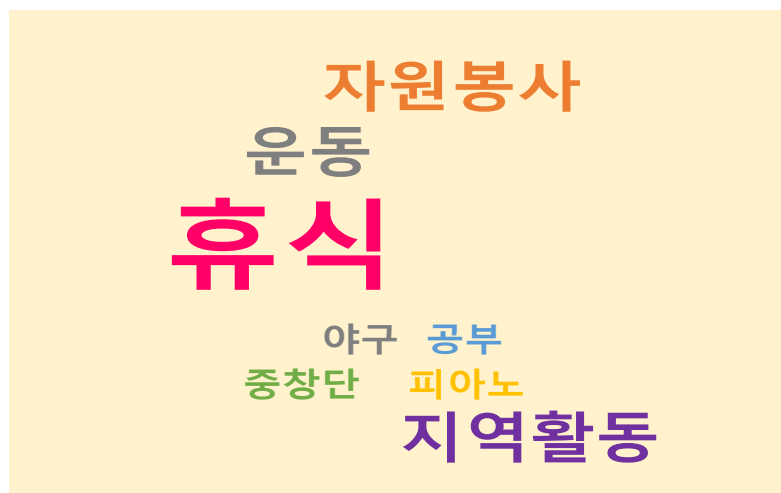 자원봉사
운동
휴식
야구 공부
중창단 피아노
지역활동